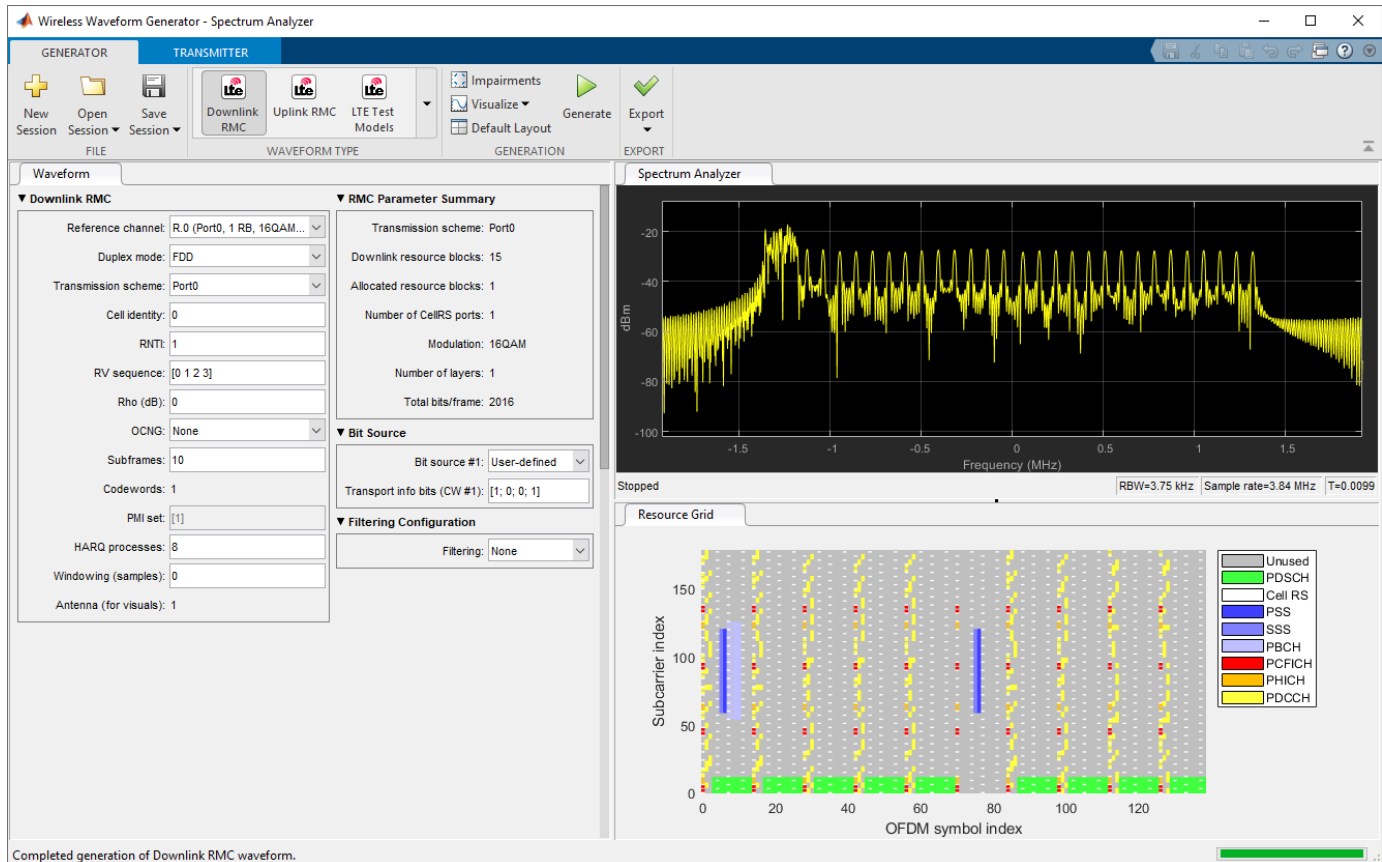 Wireless Waveform Generator - Spectrum Analyzer
GENERATOR
TRANSMITTER
New Session
Open Session
Save Session
FILE
Lte
Downlink RMC
Lte
Uplink RMC
Lte
LTE Test Models
WAVEFORM TYPE
Impairments
Visualize
Default Layout
Generate
GENERATION
Export
EXPORT
Waveform
Downlink RMC
Reference channel: R.0 (Port0, 1 RB, 16QAM...
Duplex mode: FDD
Transmission scheme: Port0
Cell identity: 0
RNTI: 1
RV sequence: [0 1 2 3]
Rho (dB): 0
OCNG: None
Subframes: 10
Codewords: 1
PMI set: [1]
HARQ processes: 8
Windowing (samples): 0
Antenna (for visuals): 1
RMC Parameter Summary
Transmission scheme: Port0
Downlink resource blocks: 15
Allocated resource blocks: 1
Number of CellRS ports: 1
Modulation: 16QAM
Number of layers: 1
Total bits/frame: 2016
Bit Source
Bit source #1: User-defined
Transport info bits (CW #1): [1; 0; 0; 1]
Filtering Configuration
Filtering: None
Spectrum Analyzer
-20
-40
-60
-80
-100
dBm
-1.5 -1 -0.5 0 0.5 1 1.5
Frequency (MHz)
Stopped
RBW=3.75 kHz Sample rate=3.84 MHz T=0.0099
Resource Grid
150
100
50
0
Subcarrier index
0 20 40 60 80 100 120
OFDM symbol index
Unused
PDSCH
Cell RS
PSS
SSS
PBCH
PCFICH
PHICH
PDCCH
Completed generation of Downlink RMC waveform.